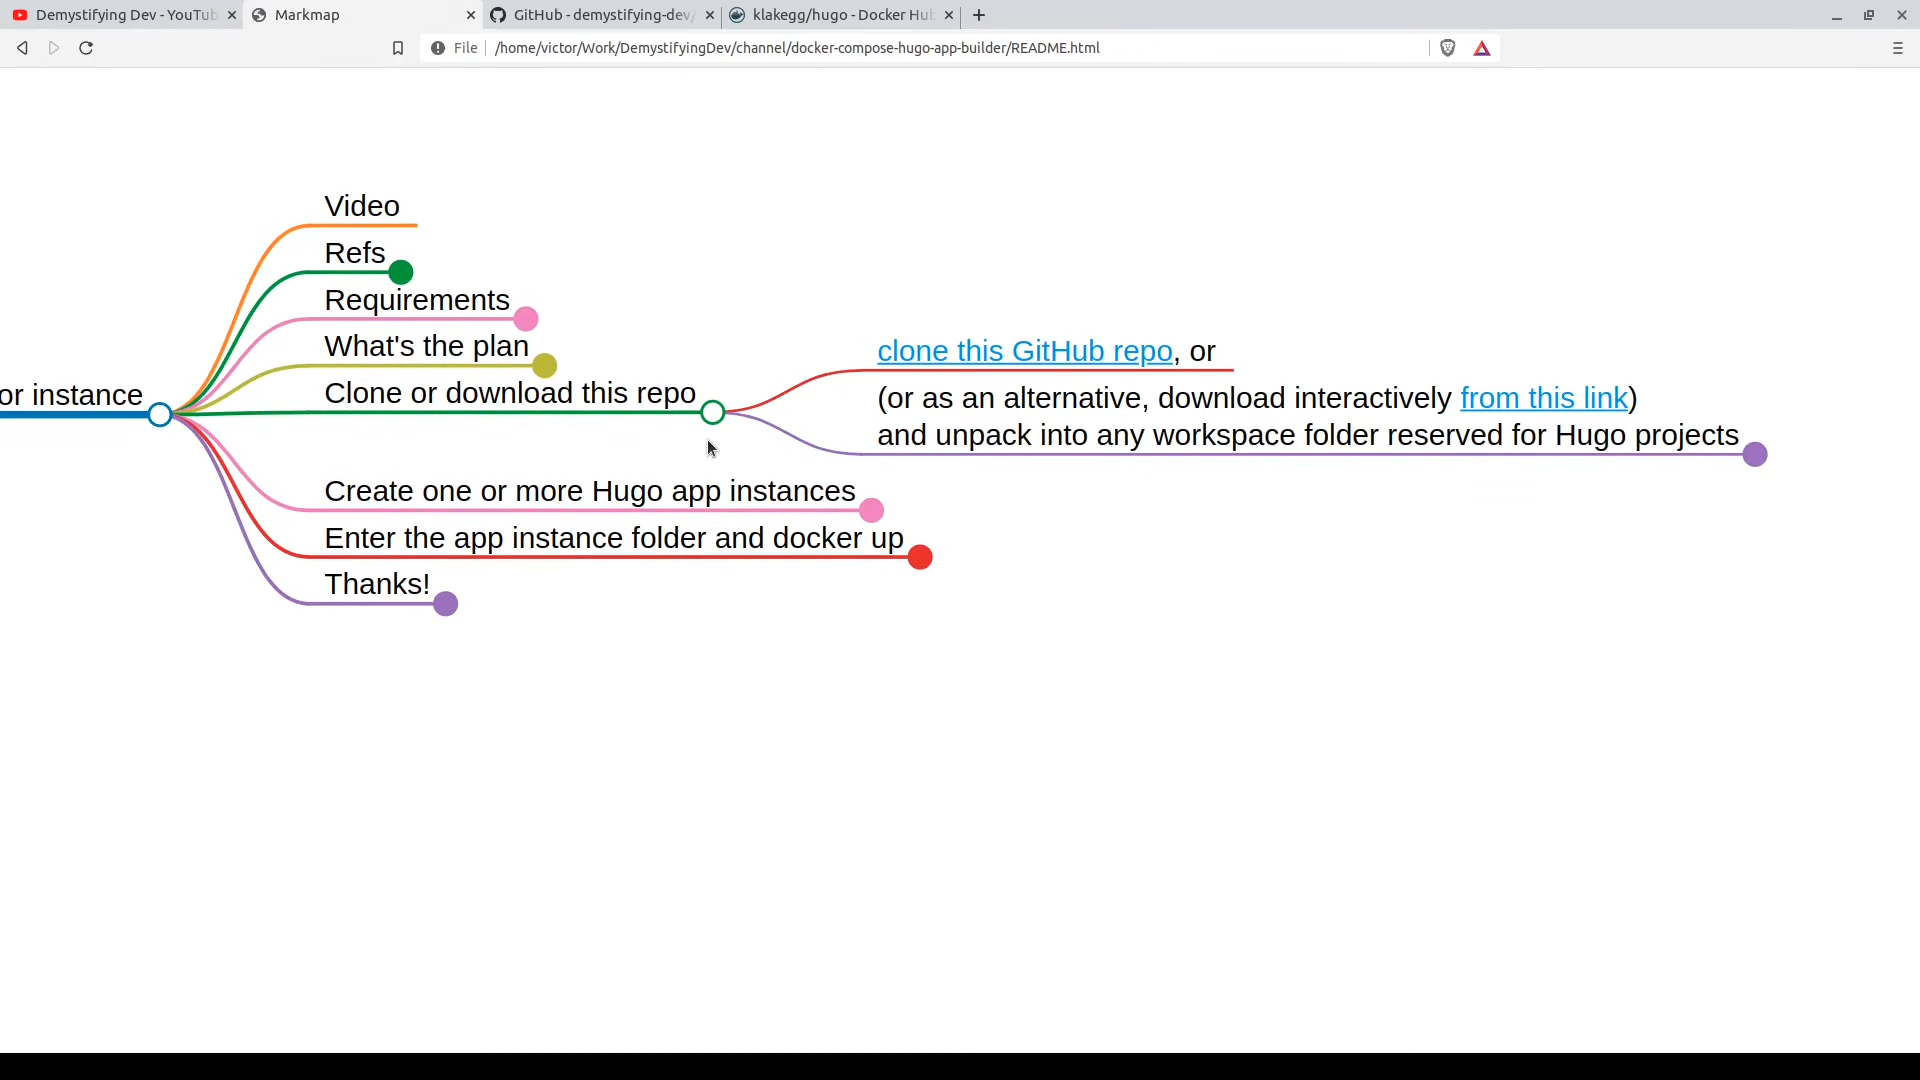 Demystifying Dev - YouTub
Markmap
GitHub - demystifying-dev/
klakegg/hugo - Docker Hub
File
/home/victor/Work/DemystifyingDev/channel/docker-compose-hugo-app-builder/README.html
Video
Refs
Requirements
What's the plan
or instance
Clone or download this repo
clone this GitHub repo, or
(or as an alternative, download interactively from this link)
and unpack into any workspace folder reserved for Hugo projects
Create one or more Hugo app instances
Enter the app instance folder and docker up
Thanks!